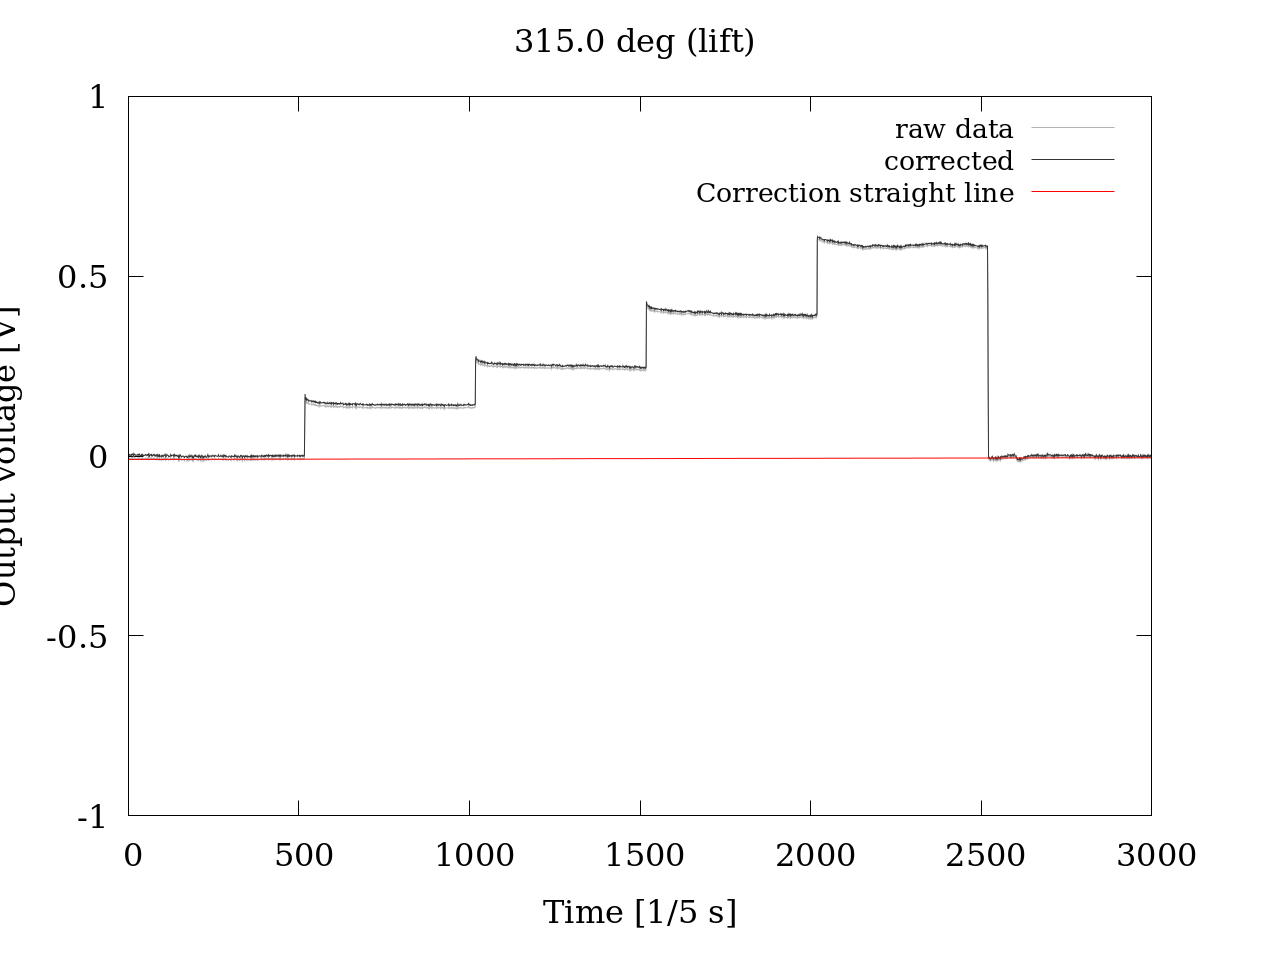 315.0 deg (lift)
raw data
corrected
Correction straight line
1
0.5
0
-0.5
-1
Output voltage [V]
0 500 1000 1500 2000 2500 3000
Time [1/5 s]